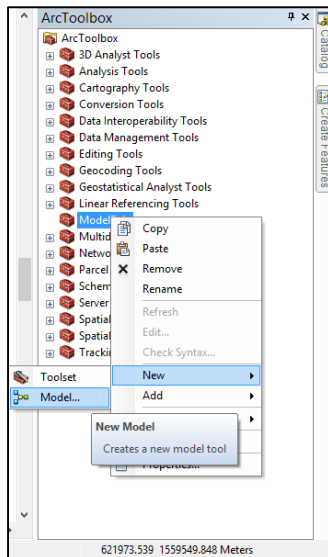 ArcToolbox
ArcToolbox
3D Analyst Tools
Analysis Tools
Cartography Tools
Conversion Tools
Data Interoperability Tools
Data Management Tools
Editing Tools
Geocoding Tools
Geostatistical Analyst Tools
Linear Referencing Tools
Multid
Netwo
Parcel
Schem
Server
Spatial
Spatial
Trackin
Copy
Paste
Remove
Rename
Refresh
Edit...
Check Syntax...
New
Add
Properties...
Toolset
Model...
New Model
Creates a new model tool
Catalog
Create Features
621973.539 1559549.848 Meters